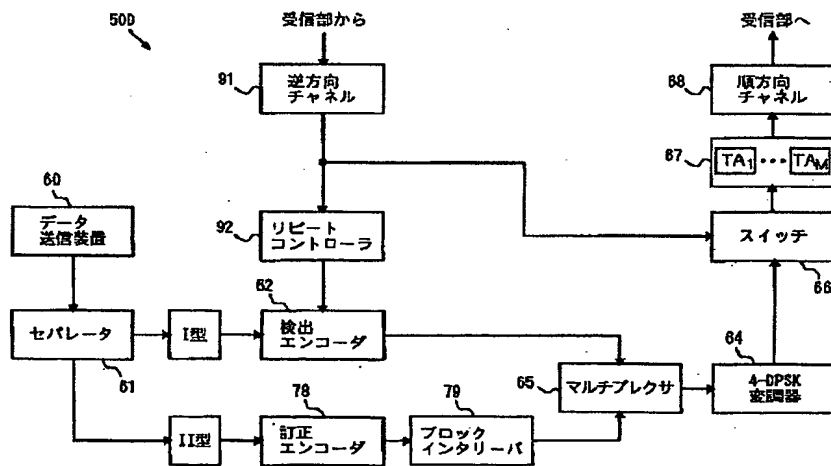 50D
受信部から
受信部へ
91
逆方向
チャネル
68
順方向
チャネル
67
TA1 ••• TAM
60
データ
送信装置
92
リピート
コントローラ
スイッチ
66
62
セパレータ
61
I型
検出
エンコーダ
64
65
マルチプレクサ
4-DPSK
変調器
78
79
II型
訂正
エンコーダ
ブロック
インタリーバ